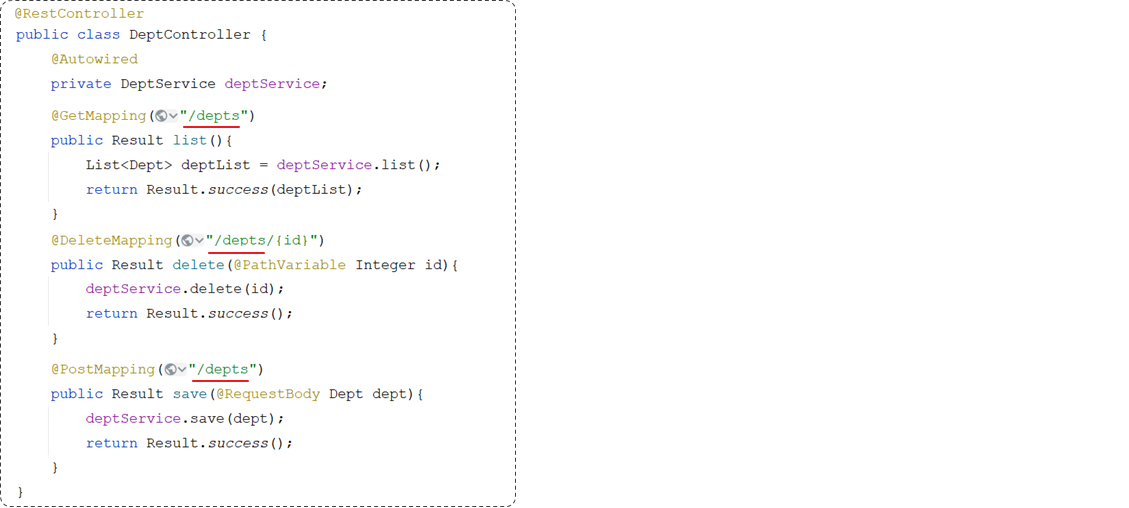 @RestController
public class DeptController {
@Autowired
private DeptService deptService;
@GetMapping("/depts")
public Result list(){
List<Dept> deptList = deptService.list();
return Result.success(deptList);
}
@DeleteMapping("/depts/{id}")
public Result delete(@PathVariable Integer id){
deptService.delete(id);
return Result.success();
}
@PostMapping("/depts")
public Result save(@RequestBody Dept dept){
deptService.save(dept);
return Result.success();
}
}